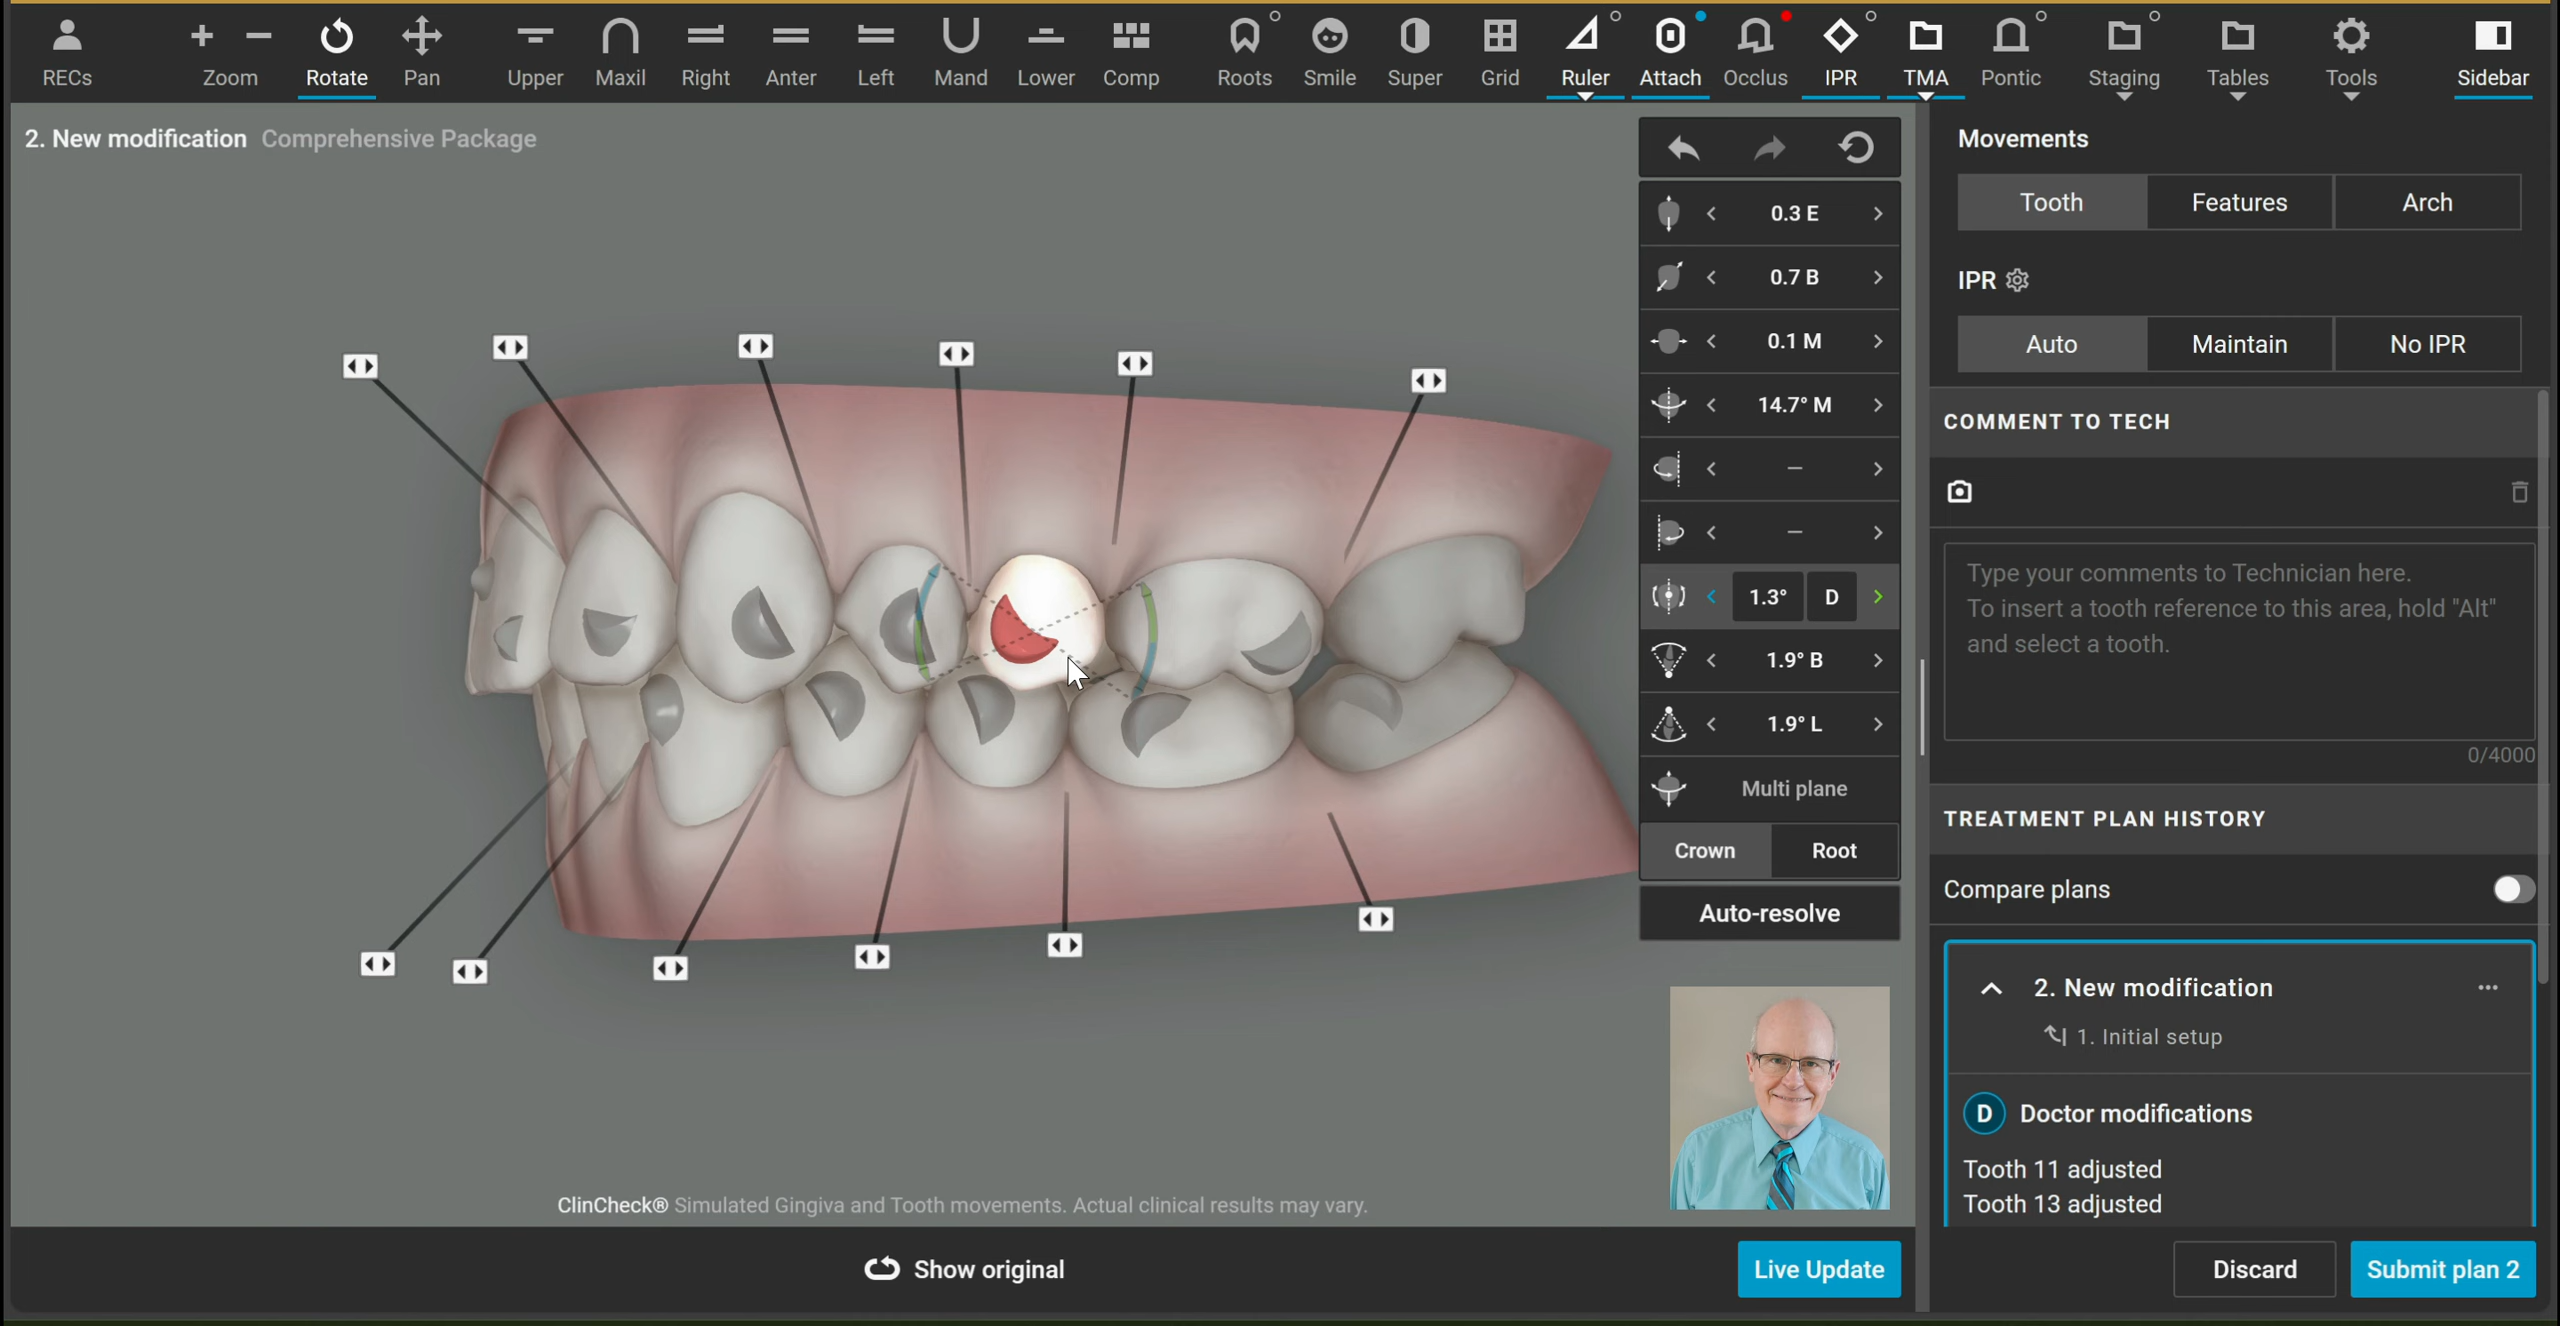 RECs
Zoom
Rotate
Pan
Upper
Maxil
Right
Anter
Left
Mand
Lower
Comp
Roots
Smile
Super
Grid
Ruler
Attach
Occlus
IPR
TMA
Pontic
Staging
Tables
Tools
Sidebar
2. New modification Comprehensive Package
0.3 E
0.7 B
0.1 M
14.7° M
–
–
1.3° D
1.9° B
1.9° L
Multi plane
Crown Root
Auto-resolve
ClinCheck® Simulated Gingiva and Tooth movements. Actual clinical results may vary.
Show original
Live Update
Movements
Tooth Features Arch
IPR
Auto Maintain No IPR
COMMENT TO TECH
Type your comments to Technician here.
To insert a tooth reference to this area, hold "Alt"
and select a tooth.
0/4000
TREATMENT PLAN HISTORY
Compare plans
2. New modification
1. Initial setup
D Doctor modifications
Tooth 11 adjusted
Tooth 13 adjusted
Discard Submit plan 2